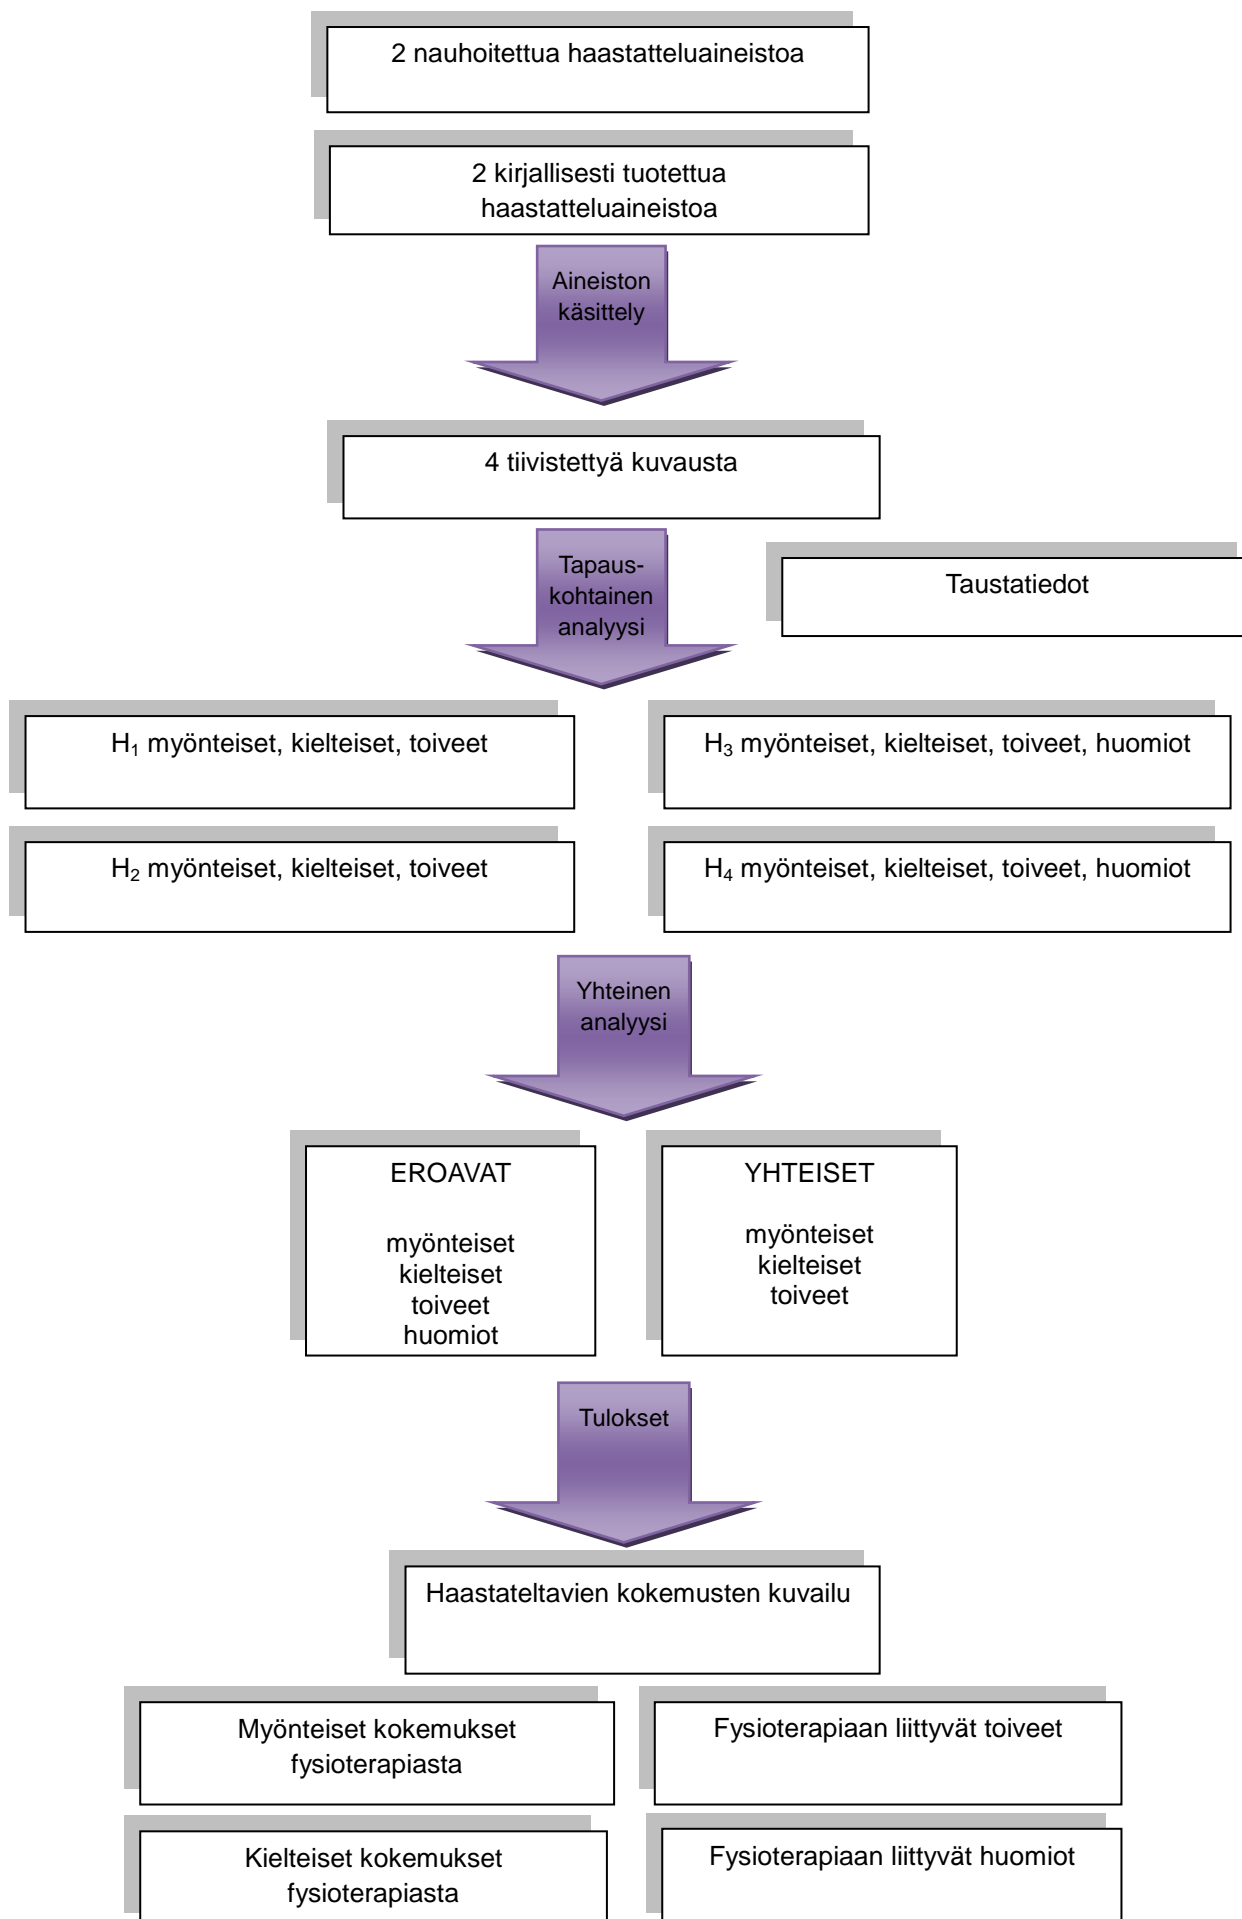 2 nauhoitettua haastatteluaineistoa
2 kirjallisesti tuotettua
haastatteluaineistoa
Aineiston
käsittely
4 tiivistettyä kuvausta
Tapaus-
kohtainen
analyysi
Taustatiedot
H₁ myönteiset, kielteiset, toiveet
H₃ myönteiset, kielteiset, toiveet, huomiot
H₂ myönteiset, kielteiset, toiveet
H₄ myönteiset, kielteiset, toiveet, huomiot
Yhteinen
analyysi
EROAVAT
myönteiset
kielteiset
toiveet
huomiot
YHTEISET
myönteiset
kielteiset
toiveet
Tulokset
Haastateltavien kokemusten kuvailu
Myönteiset kokemukset
fysioterapiasta
Fysioterapiaan liittyvät toiveet
Kielteiset kokemukset
fysioterapiasta
Fysioterapiaan liittyvät huomiot